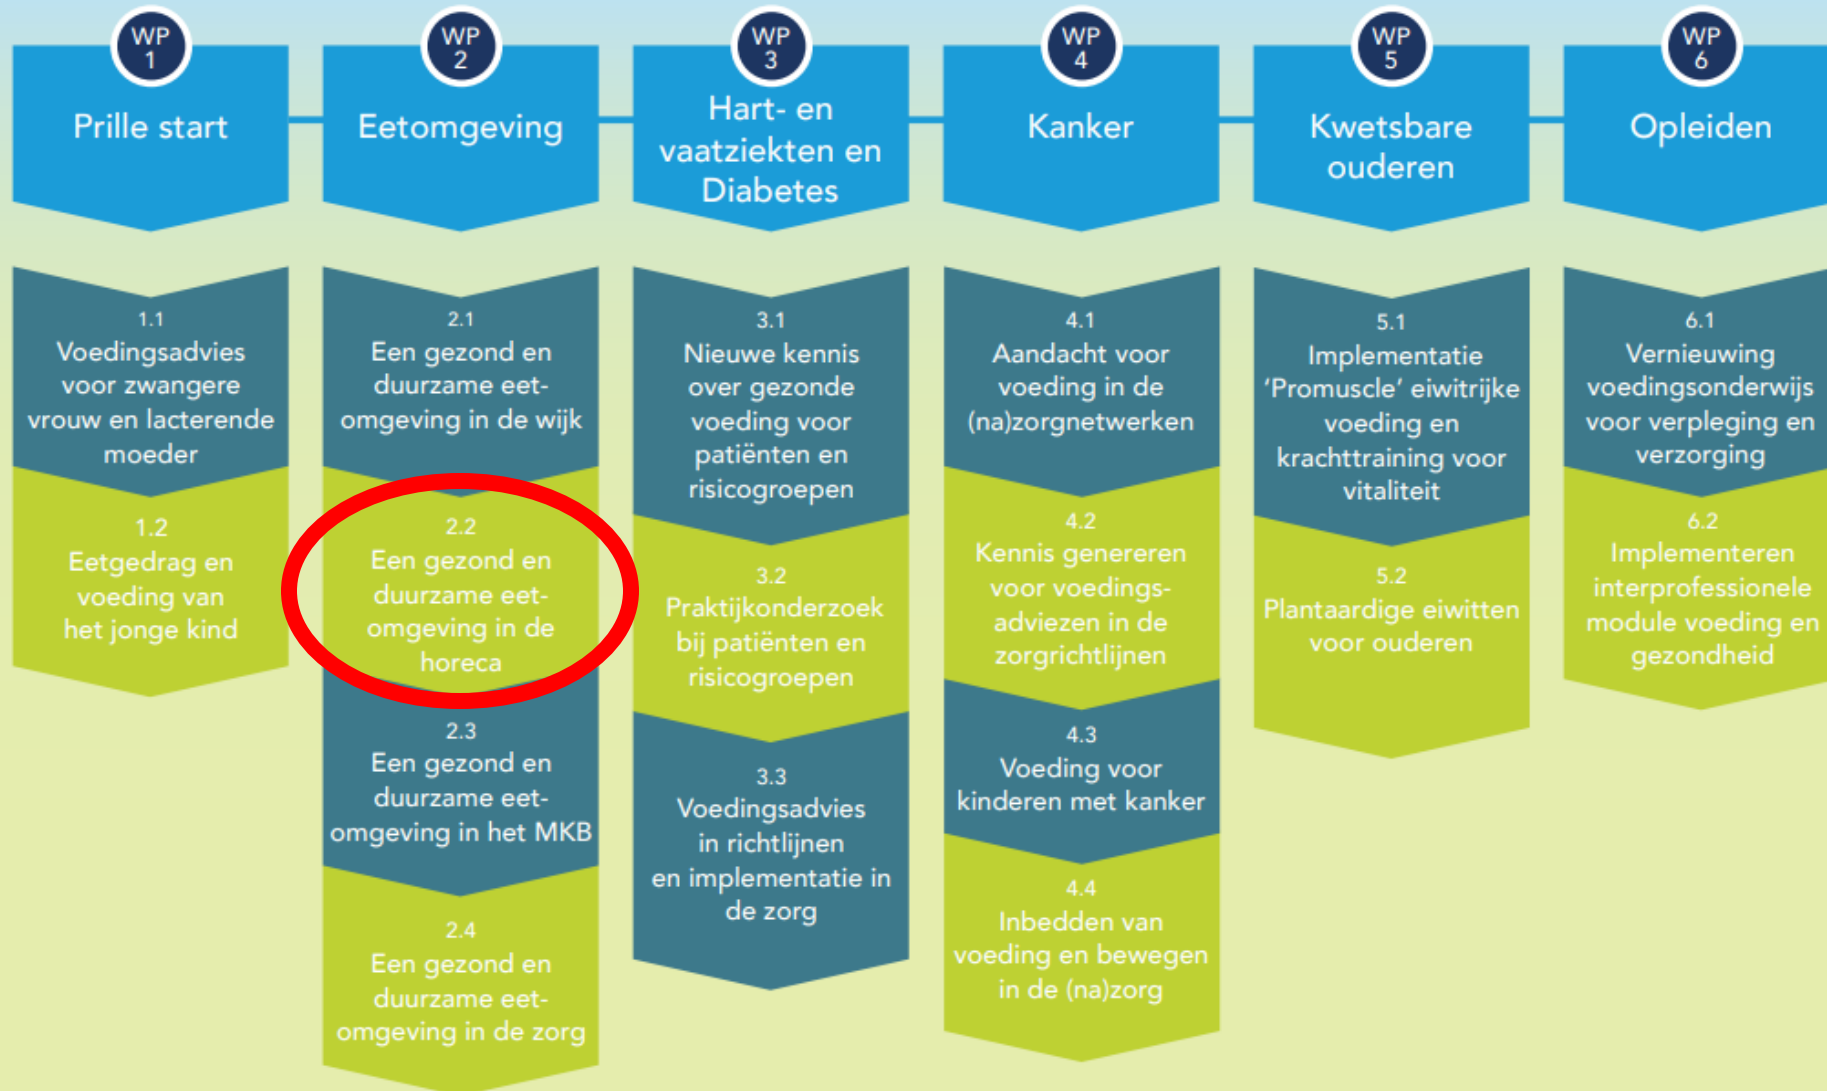 WP
1
Prille start
WP
2
Eetomgeving
WP
3
Hart- en
vaatziekten en
Diabetes
WP
4
Kanker
WP
5
Kwetsbare
ouderen
WP
6
Opleiden
1.1
Voedingsadvies
voor zwangere
vrouw en lacterende
moeder
1.2
Eetgedrag en
voeding van
het jonge kind
2.1
Een gezond en
duurzame eet-
omgeving in de wijk
2.2
Een gezond en
duurzame eet-
omgeving in de
horeca
2.3
Een gezond en
duurzame eet-
omgeving in het MKB
2.4
Een gezond en
duurzame eet-
omgeving in de zorg
3.1
Nieuwe kennis
over gezonde
voeding voor
patiënten en
risicogroepen
3.2
Praktijkonderzoek
bij patiënten en
risicogroepen
3.3
Voedingsadvies
in richtlijnen
en implementatie in
de zorg
4.1
Aandacht voor
voeding in de
(na)zorgnetwerken
4.2
Kennis genereren
voor voedings-
adviezen in de
zorgrichtlijnen
4.3
Voeding voor
kinderen met kanker
4.4
Inbedden van
voeding en bewegen
in de (na)zorg
5.1
Implementatie
‘Promuscle’ eiwitrijke
voeding en
krachttraining voor
vitaliteit
5.2
Plantaardige eiwitten
voor ouderen
6.1
Vernieuwing
voedingsonderwijs
voor verpleging en
verzorging
6.2
Implementeren
interprofessionele
module voeding en
gezondheid